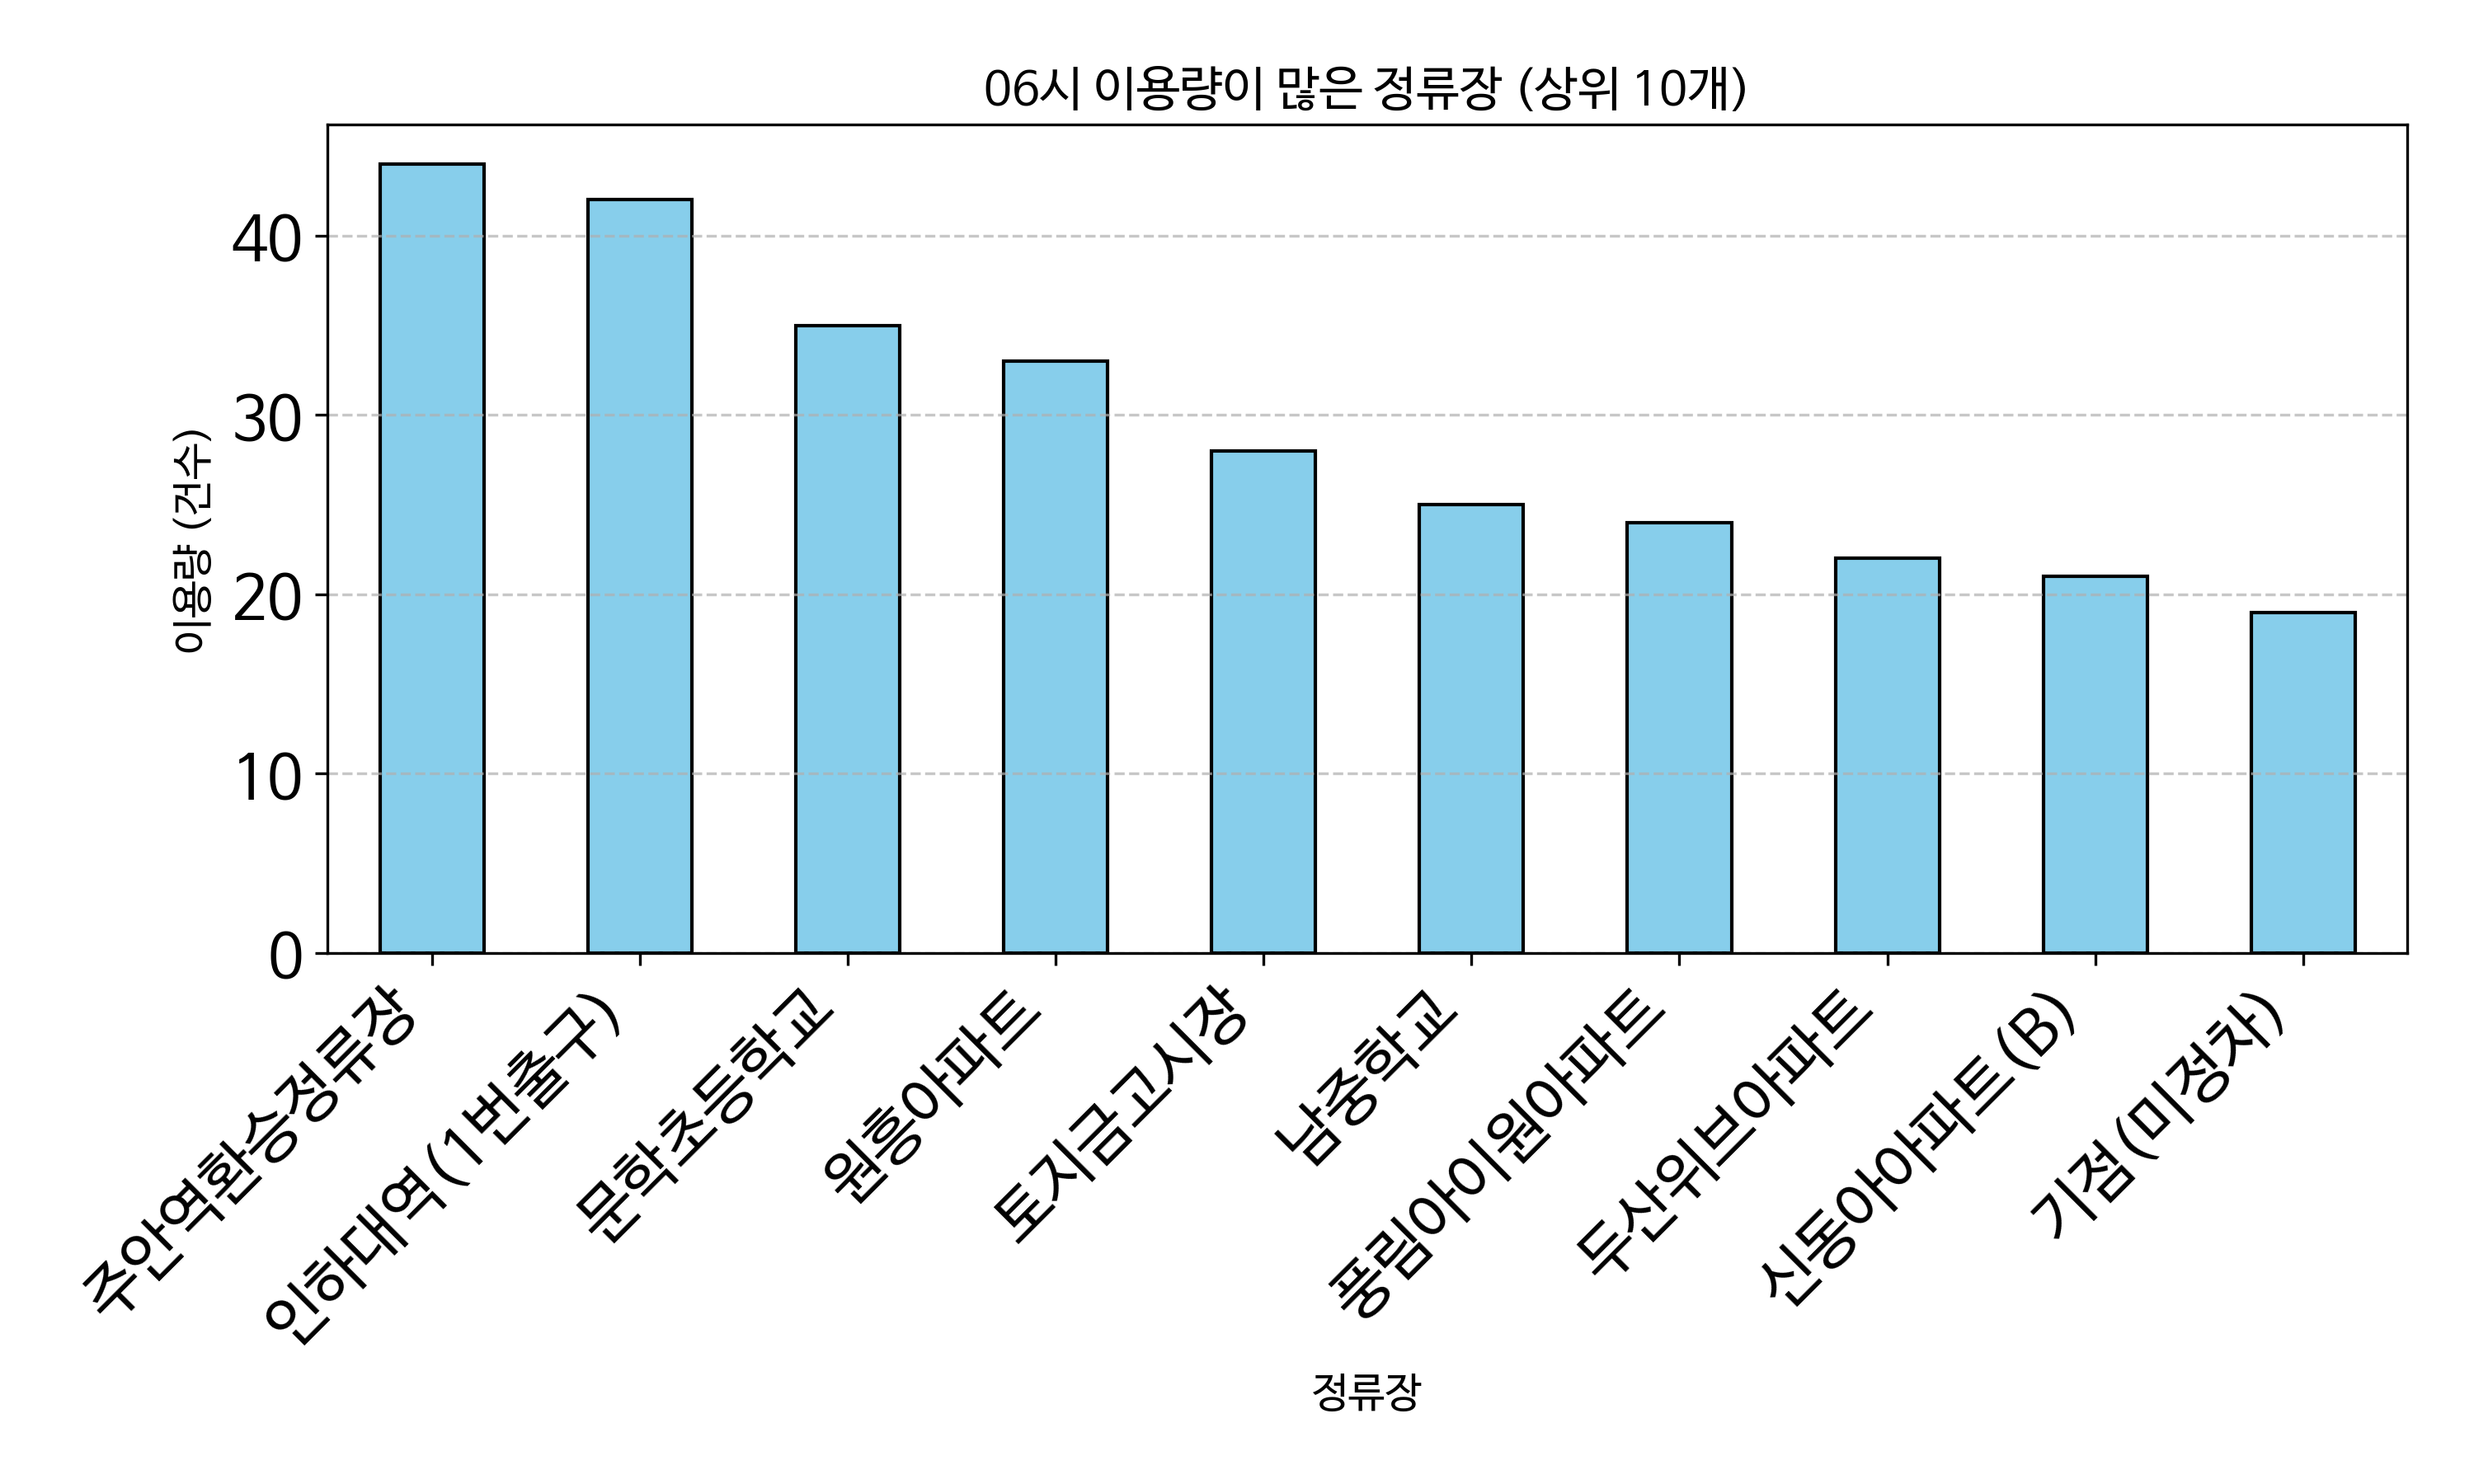 06시 이용량이 많은 정류장 (상위 10개)
이용량 (건수)
40
30
20
10
0
주안역환승정류장
인하대역(1번출구)
문학초등학교
원흥아파트
토지금고시장
남중학교
풍림아이원아파트
두산위브아파트
신동아아파트(B)
기점(미정차)
정류장